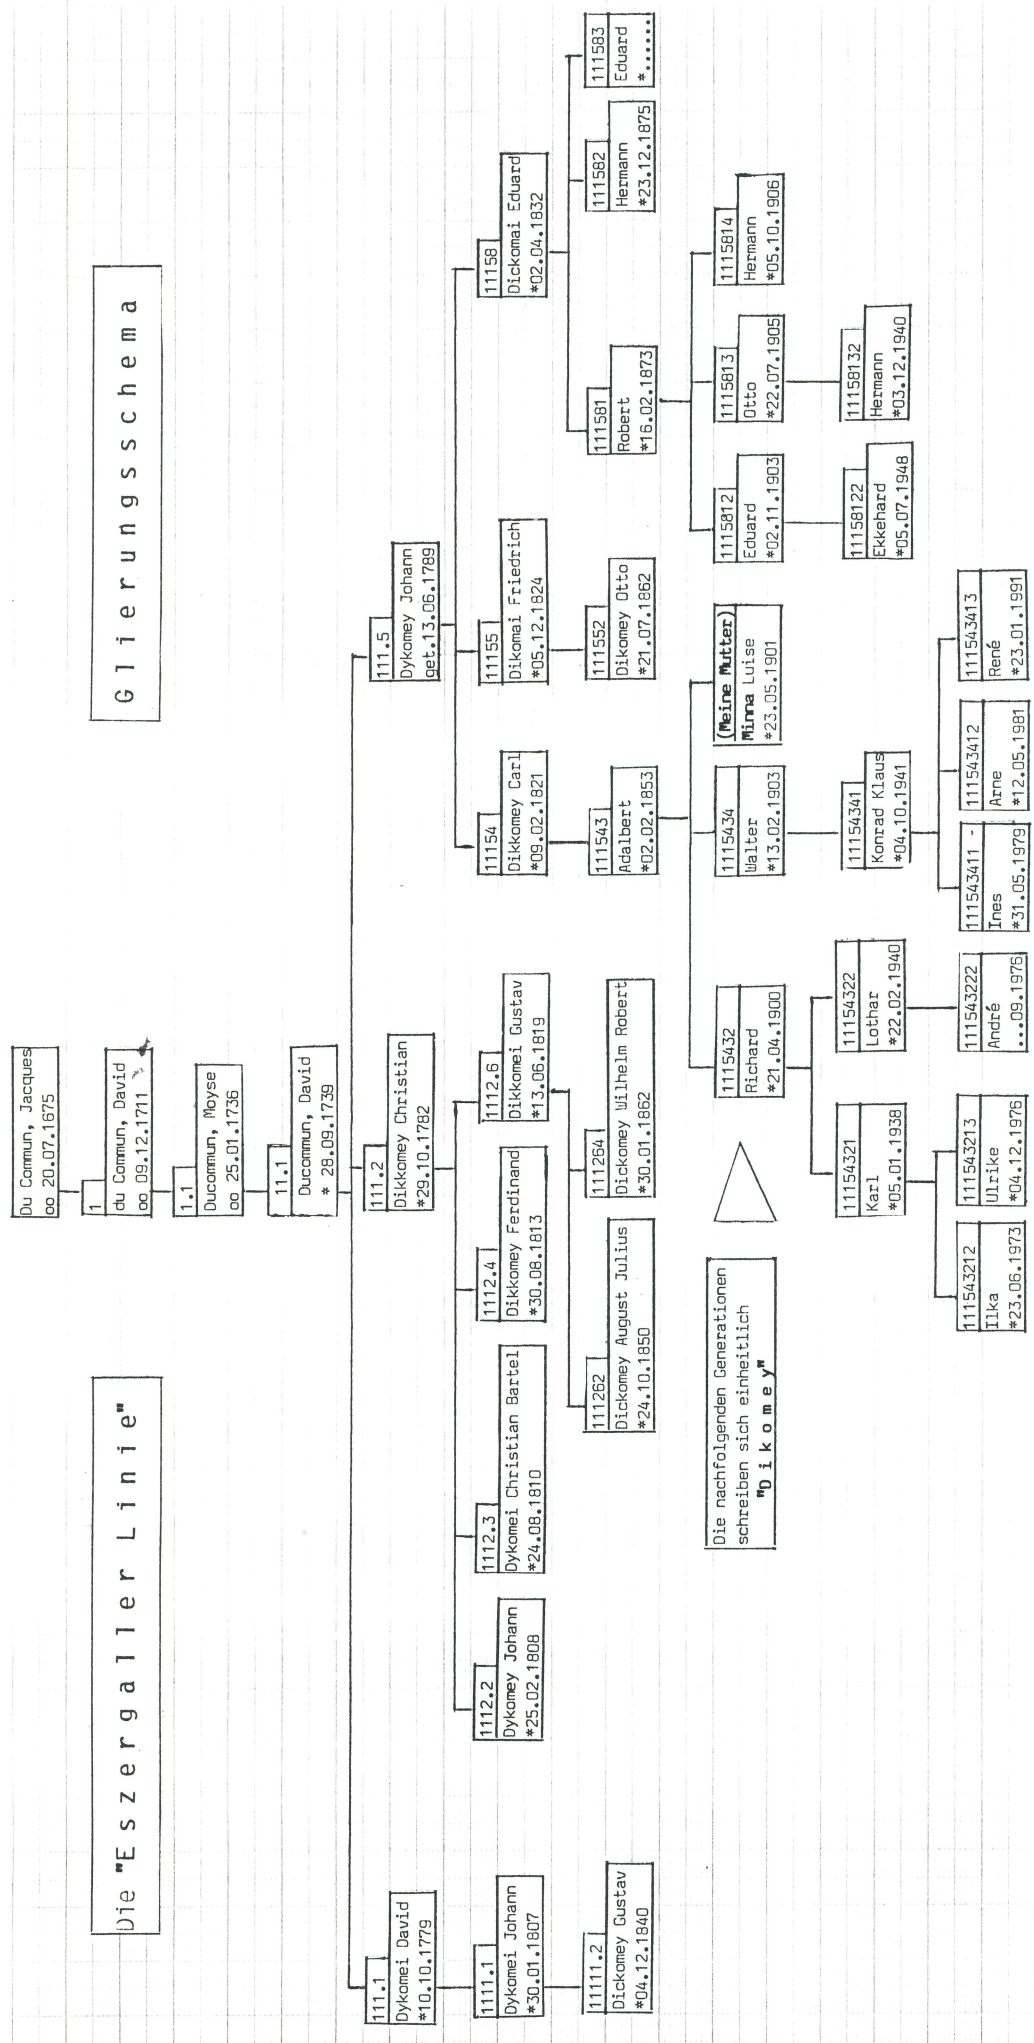 Die "Eszergaller Linie"
Glierungsschema
Du Commun, Jacques
oo 20.07.1675
1
du Commun, David
oo 09.12.1711
1.1
Ducommun, Moyse
oo 25.01.1736
11.1
Ducommun, David
* 28.09.1739
111.1
Dykomei David
*10.10.1779
111.2
Dikkomey Christian
*29.10.1782
111.5
Dykomey Johann
get.13.06.1789
1111.1
Dykomei Johann
*30.01.1807
1112.2
Dykomey Johann
*25.02.1808
1112.3
Dykomei Christian Bartel
*24.08.1810
1112.4
Dikkomey Ferdinand
*30.08.1813
1112.6
Dikkomei Gustav
*13.06.1819
11154
Dikkomey Carl
*09.02.1821
11155
Dikomai Friedrich
*05.12.1824
11158
Dickomai Eduard
*02.04.1832
11111.2
Dickomey Gustav
*04.12.1840
111262
Dickomey August Julius
*24.10.1850
111264
Dickomey Wilhelm Robert
*30.01.1862
111543
Adalbert
*02.02.1853
111552
Dikomey Otto
*21.07.1862
111581
Robert
*16.02.1873
111582
Hermann
*23.12.1875
111583
Eduard
*......
Die nachfolgenden Generationen
schreiben sich einheitlich
"Dikomey"
1115432
Richard
*21.04.1900
1115434
Walter
*13.02.1903
(Meine Mutter)
Minna Luise
*23.05.1901
1115812
Eduard
*02.11.1903
1115813
Otto
*22.07.1905
1115814
Hermann
*05.10.1906
11154321
Karl
*05.01.1938
11154322
Lothar
*22.02.1940
11154341
Konrad Klaus
*04.10.1941
11158122
Ekkehard
*05.07.1948
11158132
Hermann
*03.12.1940
111543212
Ilka
*23.06.1973
111543213
Ulrike
*04.12.1976
111543222
André
...09.1976
111543411 -
Ines
*31.05.1979
111543412
Arne
*12.05.1981
111543413
René
*23.01.1991